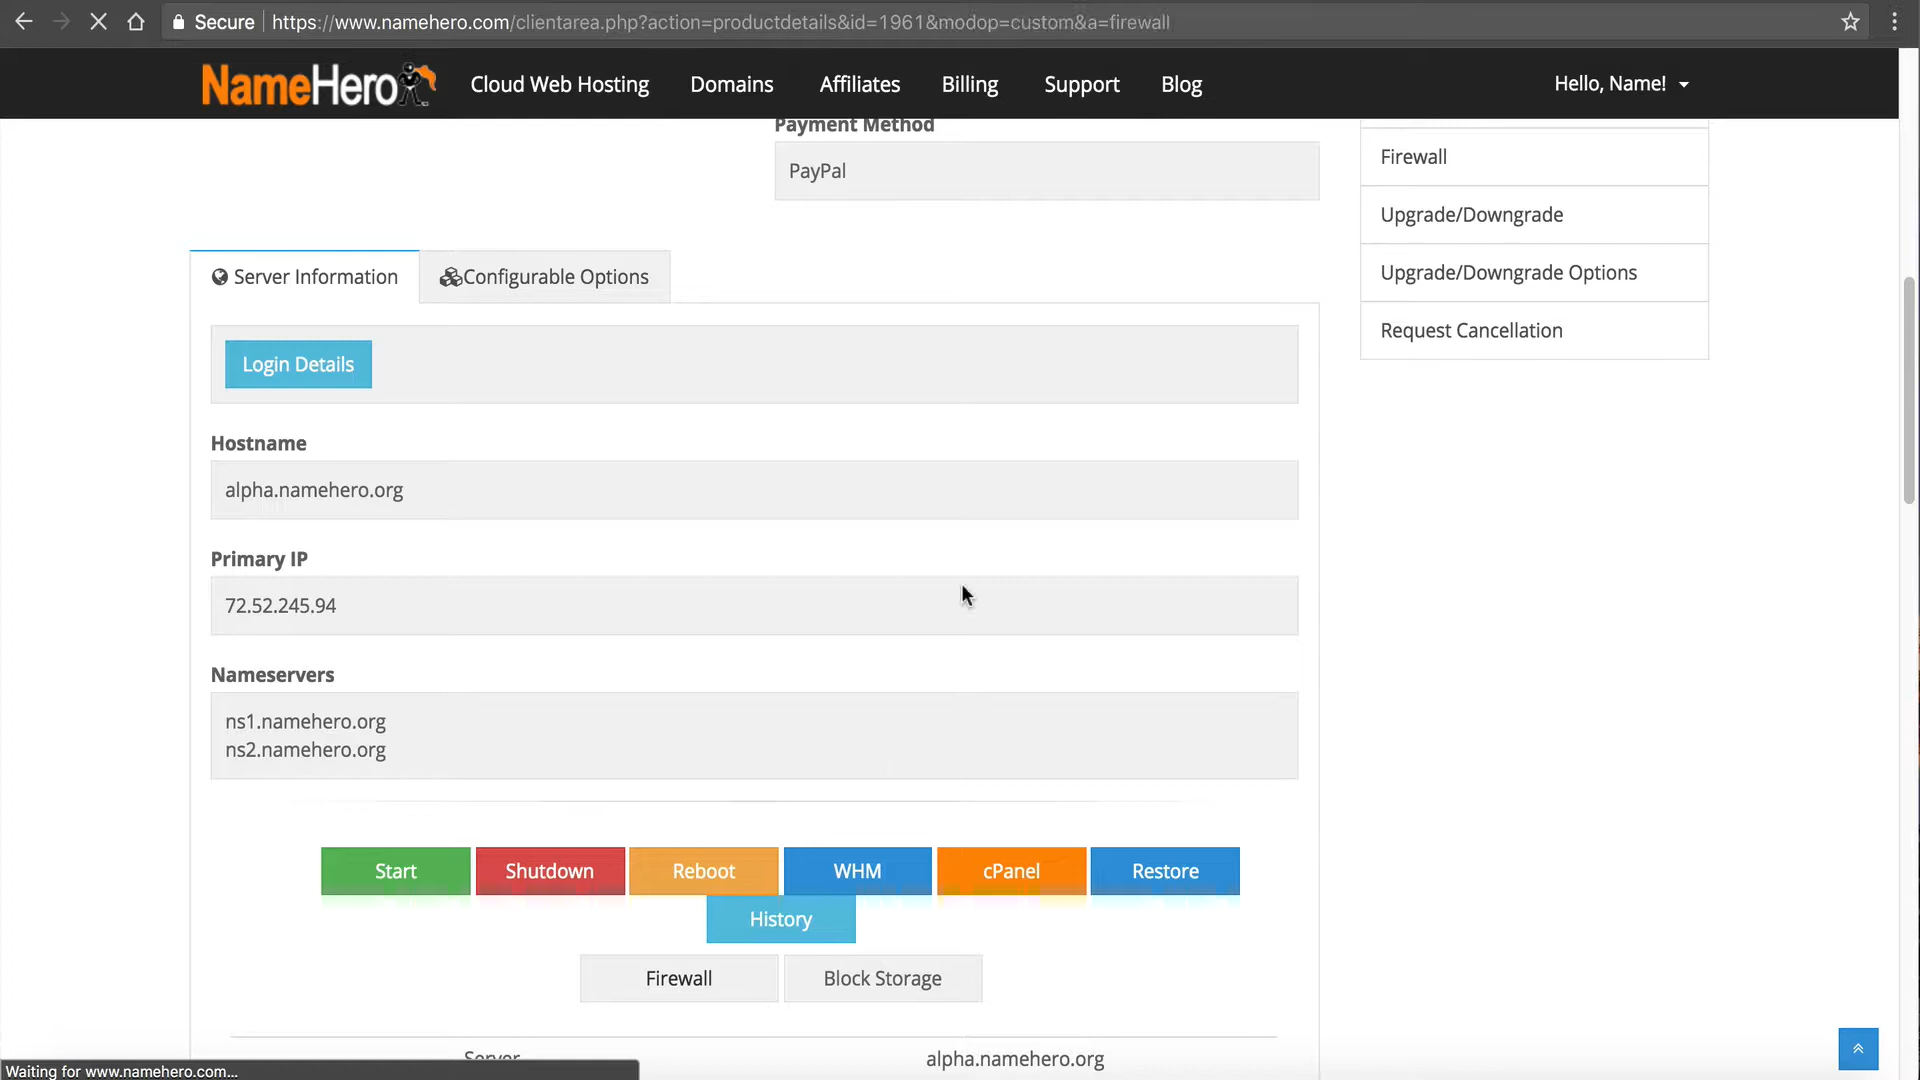 Secure https://www.namehero.com/clientarea.php?action=productdetails&id=1961&modop=custom&a=firewall
NameHero Cloud Web Hosting Domains Affiliates Billing Support Blog Hello, Name!
Payment Method
PayPal
Firewall
Upgrade/Downgrade
Upgrade/Downgrade Options
Request Cancellation
Server Information Configurable Options
Login Details
Hostname
alpha.namehero.org
Primary IP
72.52.245.94
Nameservers
ns1.namehero.org
ns2.namehero.org
Start Shutdown Reboot WHM cPanel Restore
History
Firewall Block Storage
Server alpha.namehero.org
Waiting for www.namehero.com...